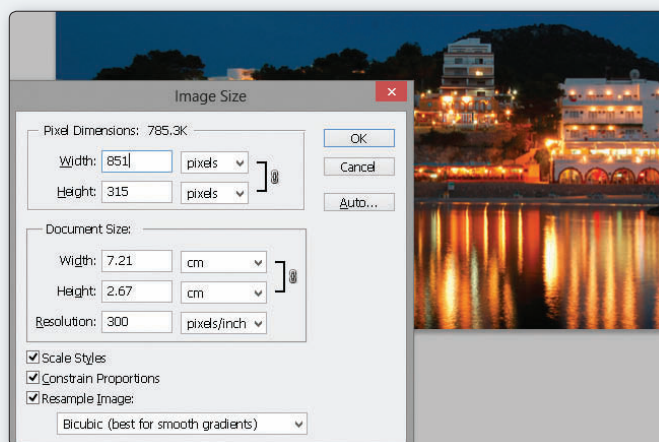 Image Size
Pixel Dimensions: 785.3K
Width: 851 pixels
Height: 315 pixels
OK
Cancel
Auto...
Document Size:
Width: 7.21 cm
Height: 2.67 cm
Resolution: 300 pixels/inch
Scale Styles
Constrain Proportions
Resample Image:
Bicubic (best for smooth gradients)